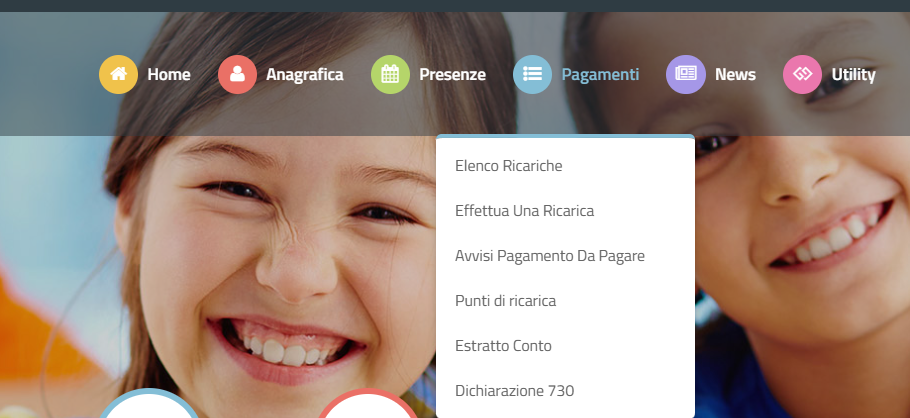 Home Anagrafica Presenze Pagamenti News Utility
Elenco Ricariche
Effettua Una Ricarica
Avvisi Pagamento Da Pagare
Punti di ricarica
Estratto Conto
Dichiarazione 730